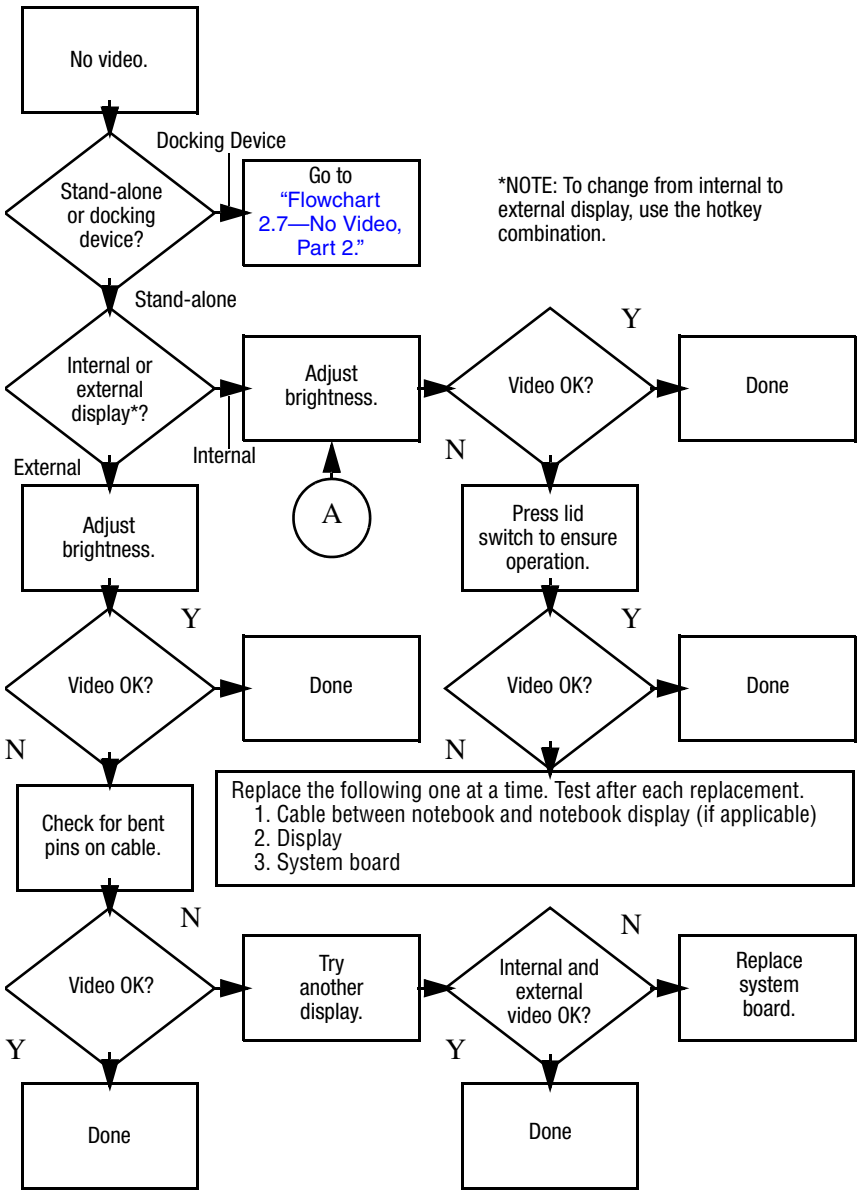 No video.
Docking Device
Stand-alone
or docking
device?
Go to
“Flowchart
2.7—No Video,
Part 2.”
*NOTE: To change from internal to
external display, use the hotkey
combination.
Stand-alone
Internal or
external
display*?
Internal
External
Adjust
brightness.
A
Video OK?
Y
Done
N
Press lid
switch to ensure
operation.
Video OK?
Y
Done
N
Replace the following one at a time. Test after each replacement.
1. Cable between notebook and notebook display (if applicable)
2. Display
3. System board
Adjust
brightness.
Video OK?
Y
Done
N
Check for bent
pins on cable.
Video OK?
N
Try
another
display.
Internal and
external
video OK?
N
Replace
system
board.
Y
Done
Y
Done